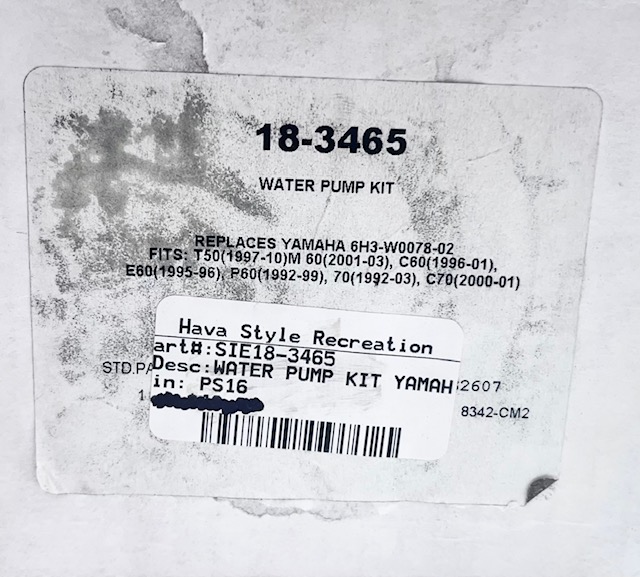 18-3465
WATER PUMP KIT
REPLACES YAMAHA 6H3-W0078-02
FITS: T50(1997-10)M 60(2001-03), C60(1996-01),
E60(1995-96), P60(1992-99), 70(1992-03), C70(2000-01)
Hava Style Recreation
art#:SIE18-3465
STD.PA Desc:WATER PUMP KIT YAMAH 32607
in: PS16
1 8342-CM2